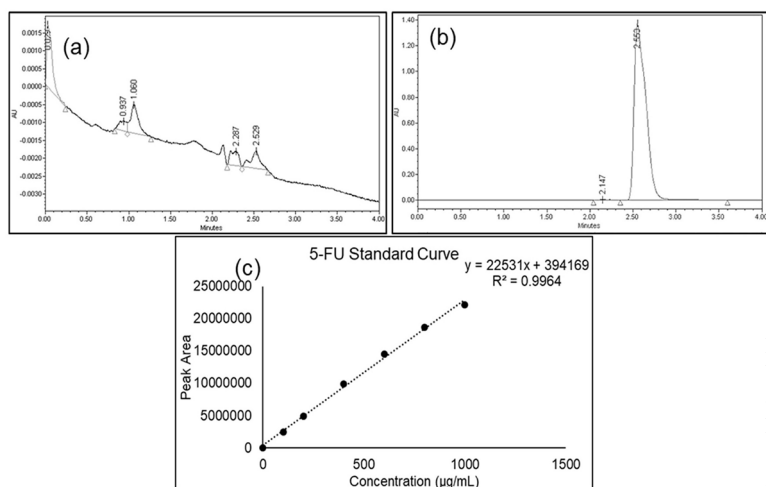 (a)
0.0015
0.0010
0.0005
0.0000
-0.0005
-0.0010
-0.0015
-0.0020
-0.0025
-0.0030
AU
0.937
1.060
2.287
2.529
0.00 0.50 1.00 1.50 2.00 2.50 3.00 3.50 4.00
Minutes
(b)
1.40
1.20
1.00
0.80
0.60
0.40
0.20
0.00
AU
2.147
2.553
0.00 0.50 1.00 1.50 2.00 2.50 3.00 3.50 4.00
Minutes
(c)
5-FU Standard Curve
y = 22531x + 394169
R² = 0.9964
25000000
20000000
15000000
10000000
5000000
0
Peak Area
0 500 1000 1500
Concentration (µg/mL)